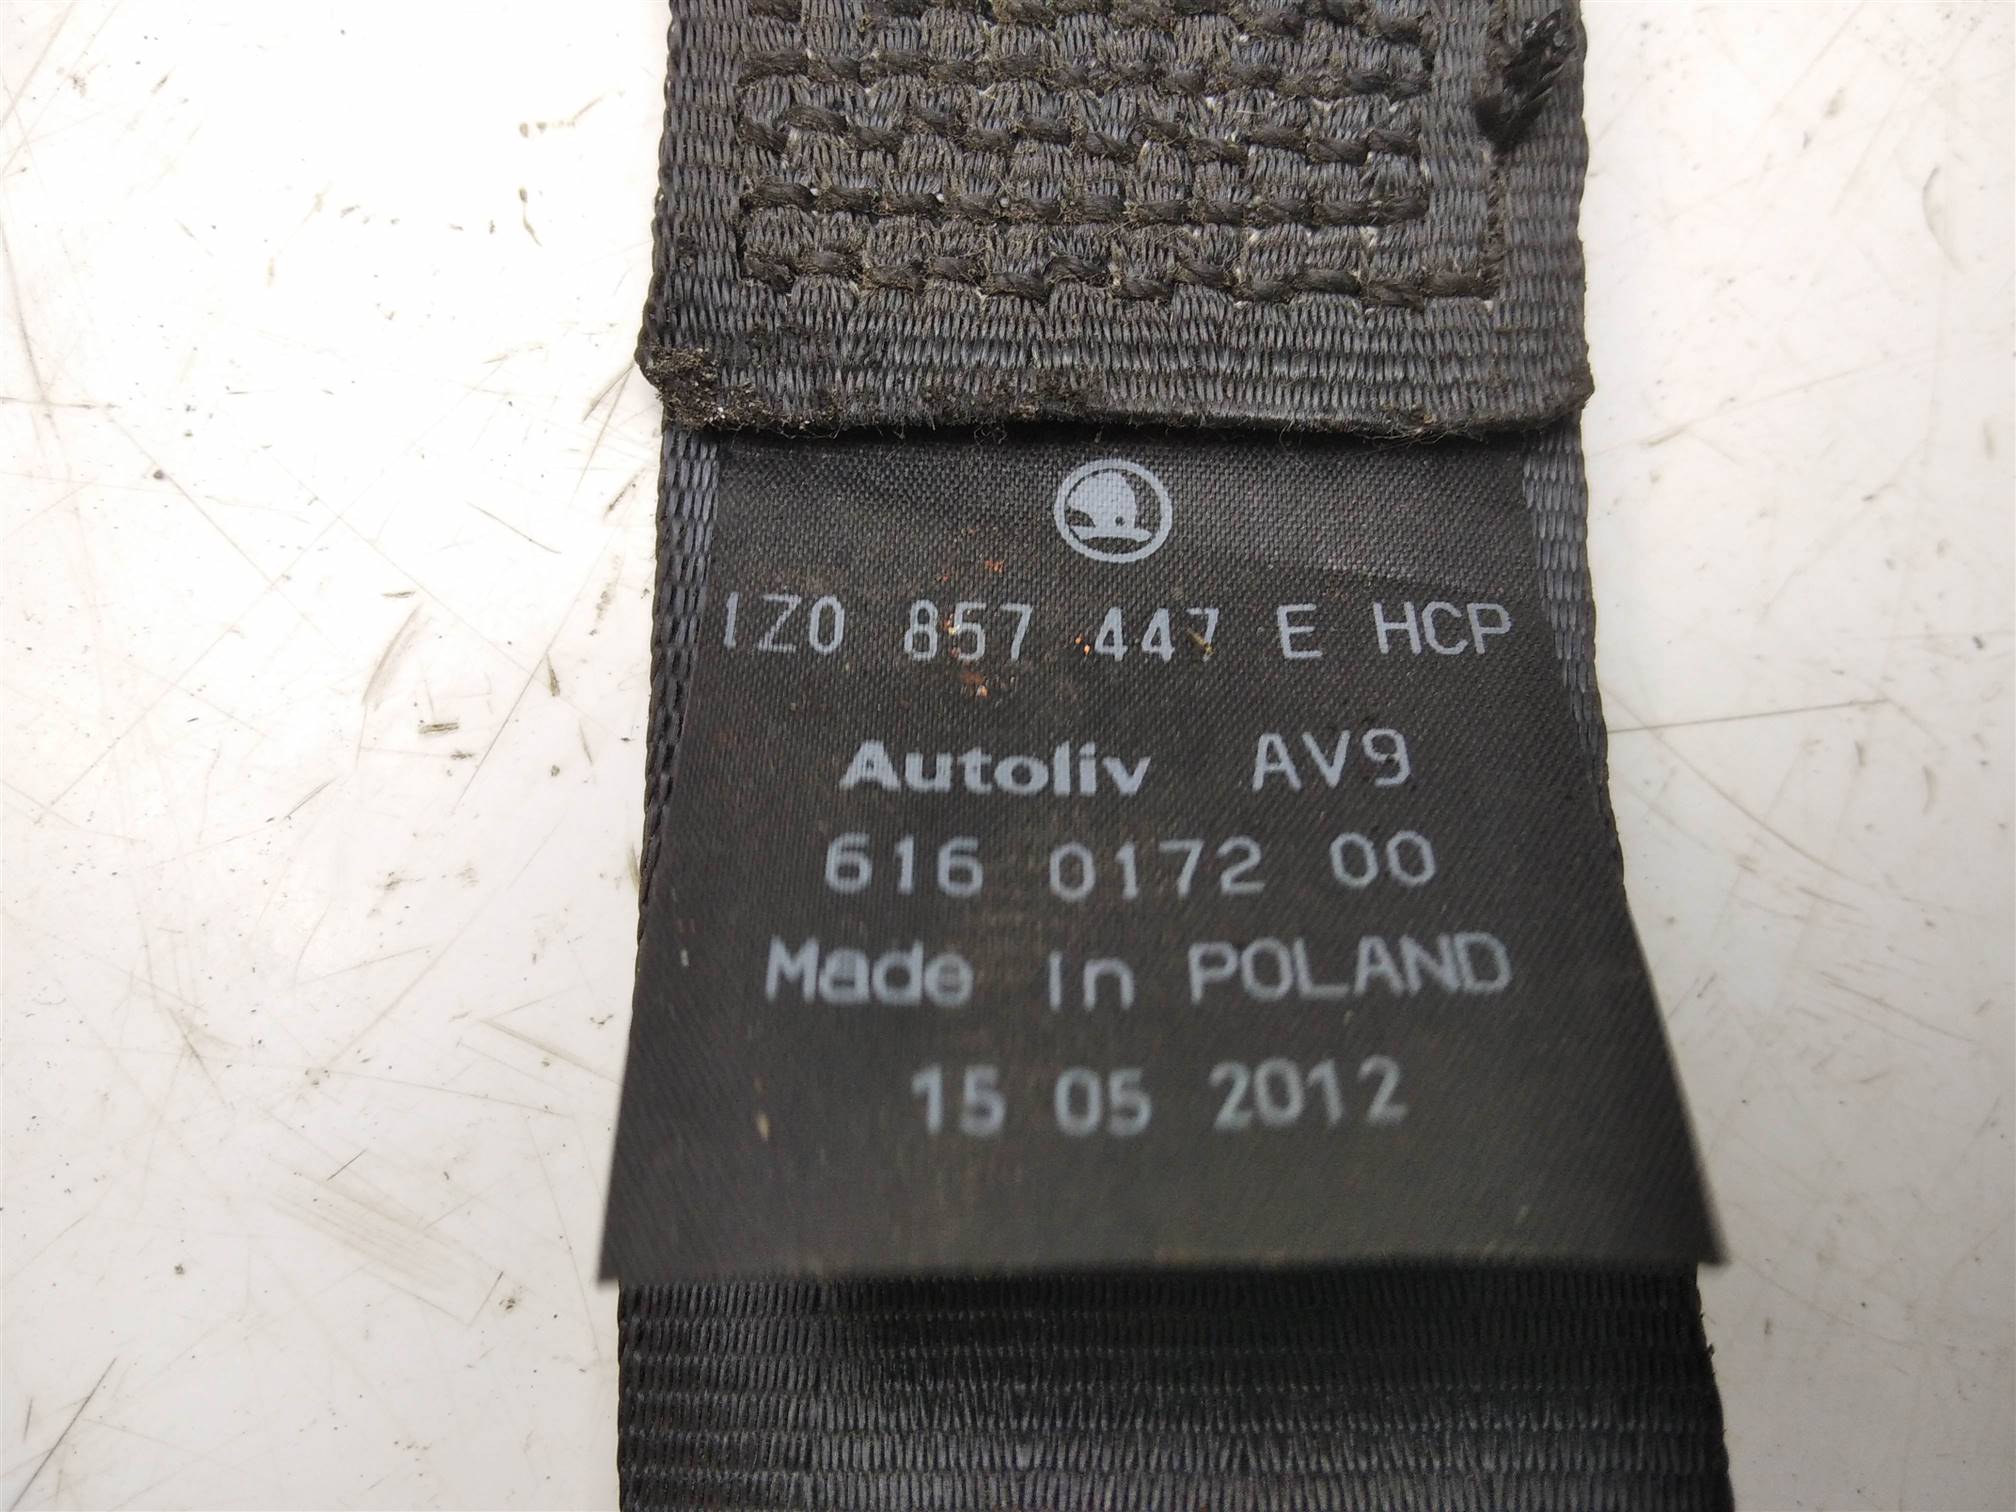 1Z0 857 447 E HCP
Autoliv AV9
616 0172 00
Made In POLAND
15 05 2012